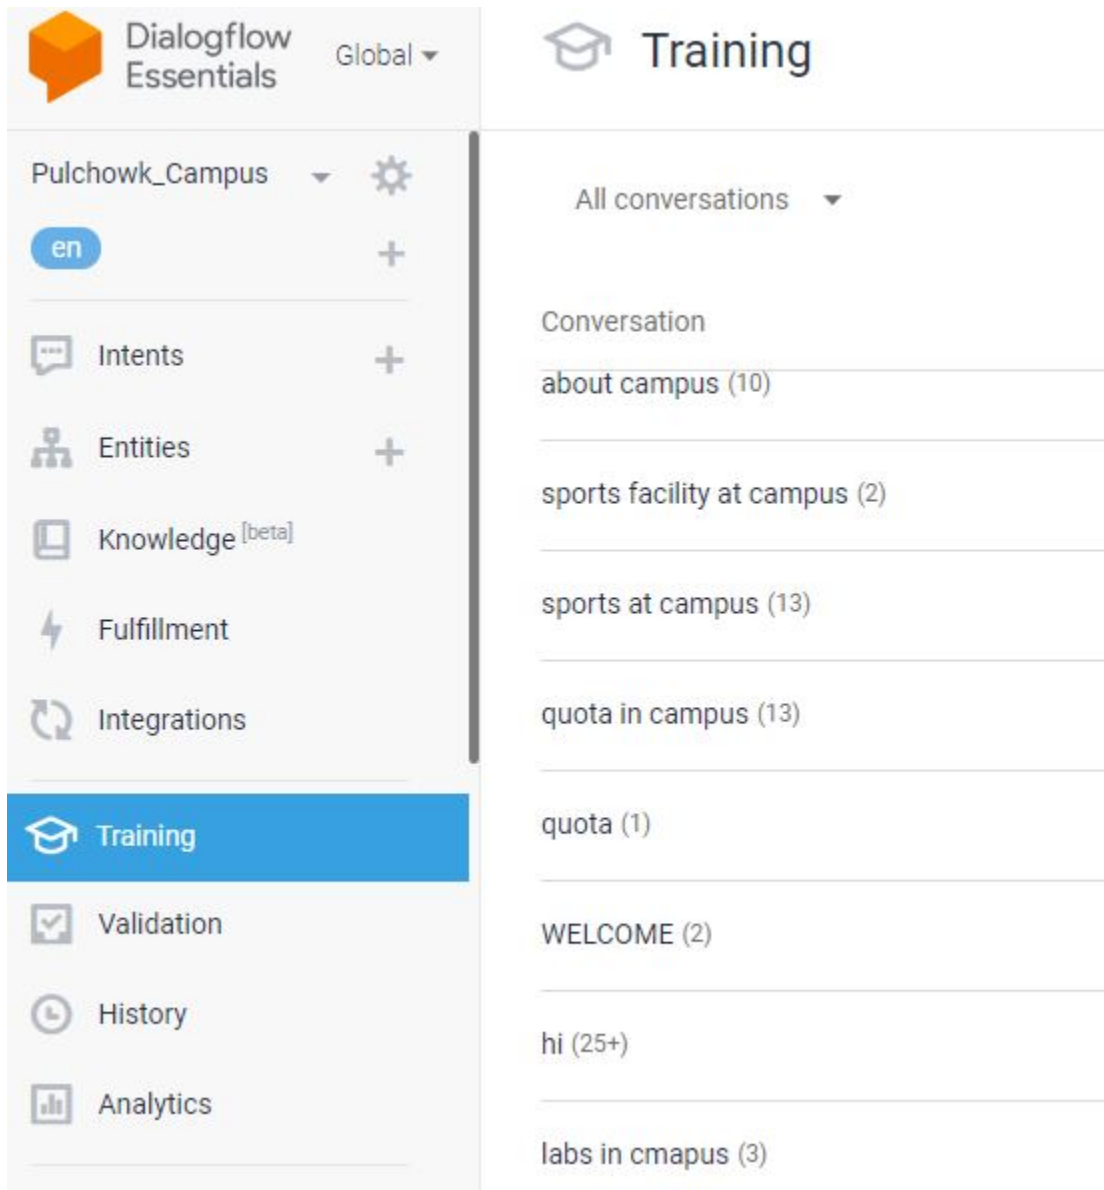 Dialogflow
Essentials
Global
Pulchowk_Campus
en
Intents
Entities
Knowledge [beta]
Fulfillment
Integrations
Training
Validation
History
Analytics
Training
All conversations
Conversation
about campus (10)
sports facility at campus (2)
sports at campus (13)
quota in campus (13)
quota (1)
WELCOME (2)
hi (25+)
labs in cmapus (3)